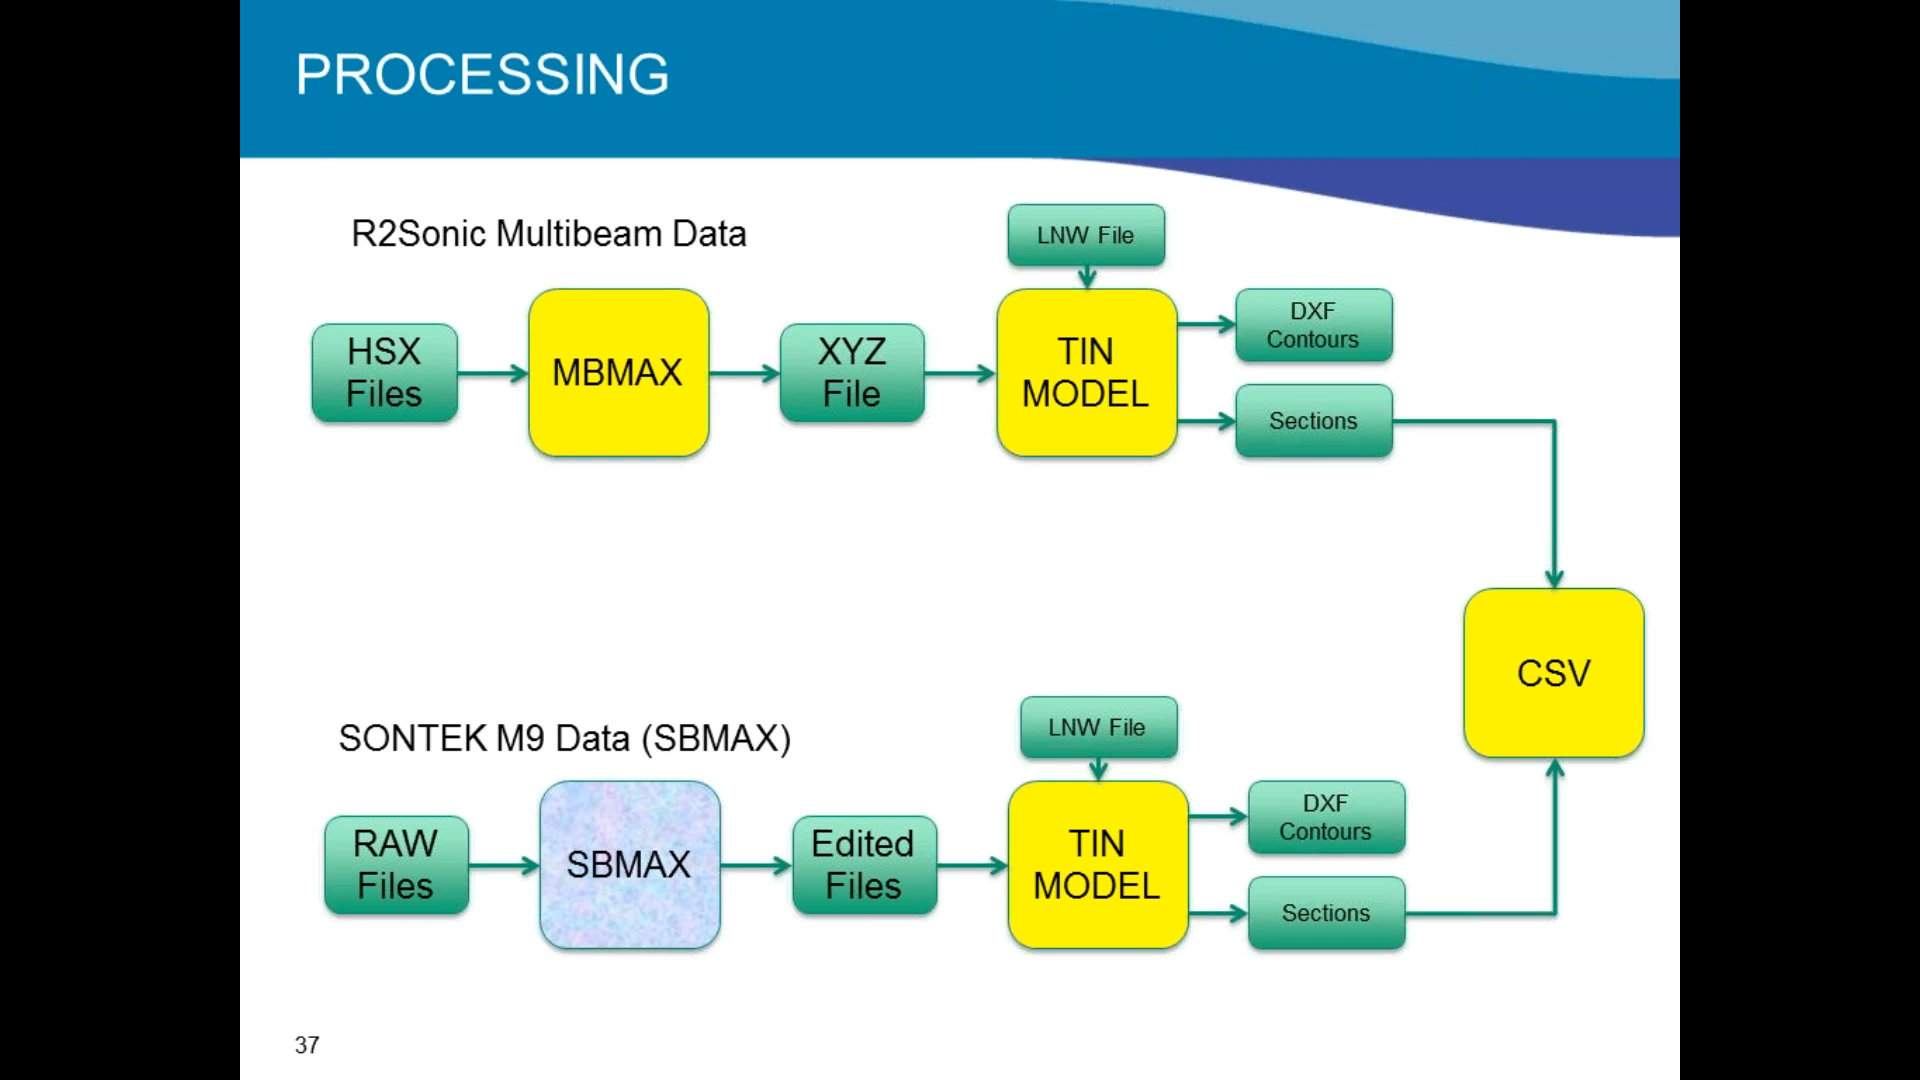 PROCESSING
R2Sonic Multibeam Data
LNW File
HSX
Files
MBMAX
XYZ
File
TIN
MODEL
DXF
Contours
Sections
CSV
SONTEK M9 Data (SBMAX)
LNW File
RAW
Files
SBMAX
Edited
Files
TIN
MODEL
DXF
Contours
Sections
37